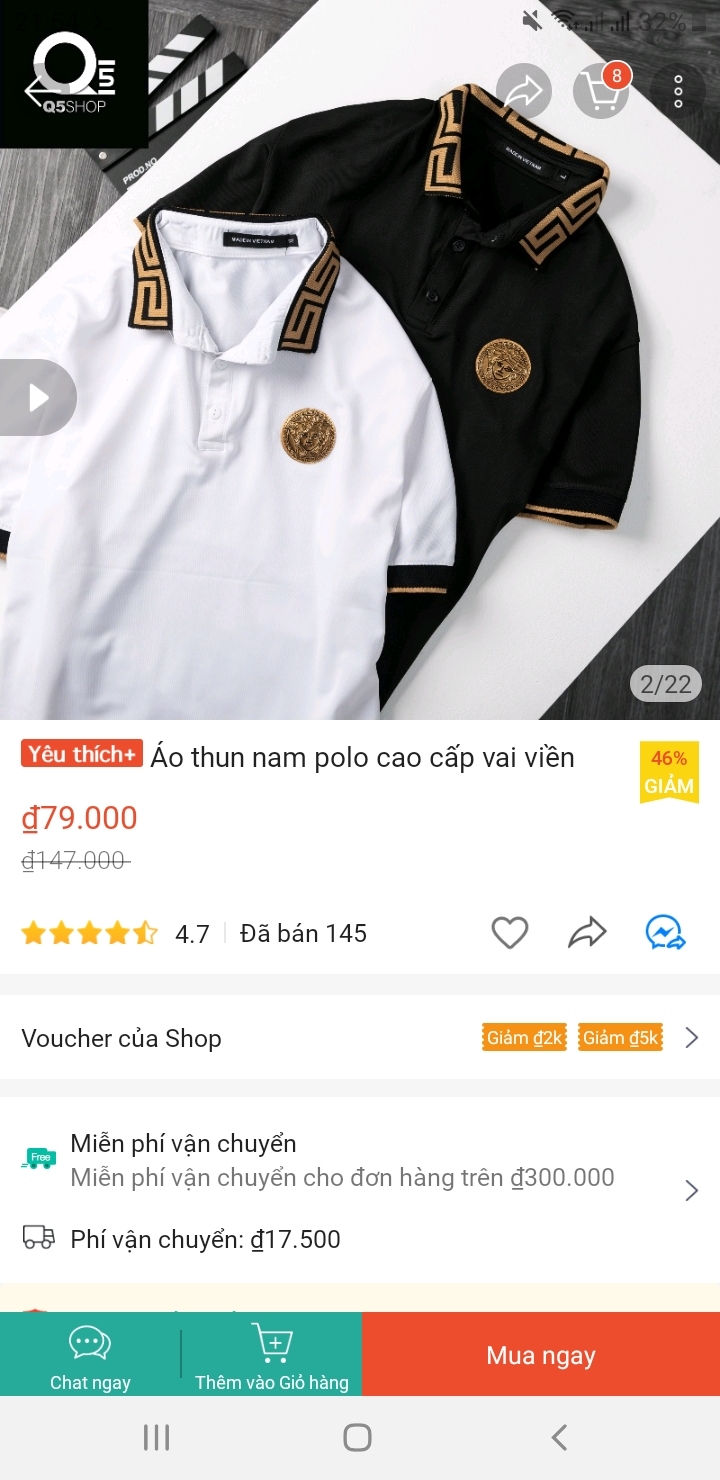 32%
Q5
Q5SHOP
8
PROD.NO.
MADE IN VIETNAM
L
MADE IN VIETNAM
2/22
Yêu thích+ Áo thun nam polo cao cấp vai viền
46%
GIẢM
₫79.000
₫147.000
4.7 Đã bán 145
Voucher của Shop Giảm ₫2k Giảm ₫5k
Miễn phí vận chuyển
Free
Miễn phí vận chuyển cho đơn hàng trên ₫300.000
Phí vận chuyển: ₫17.500
Chat ngay
Thêm vào Giỏ hàng
Mua ngay